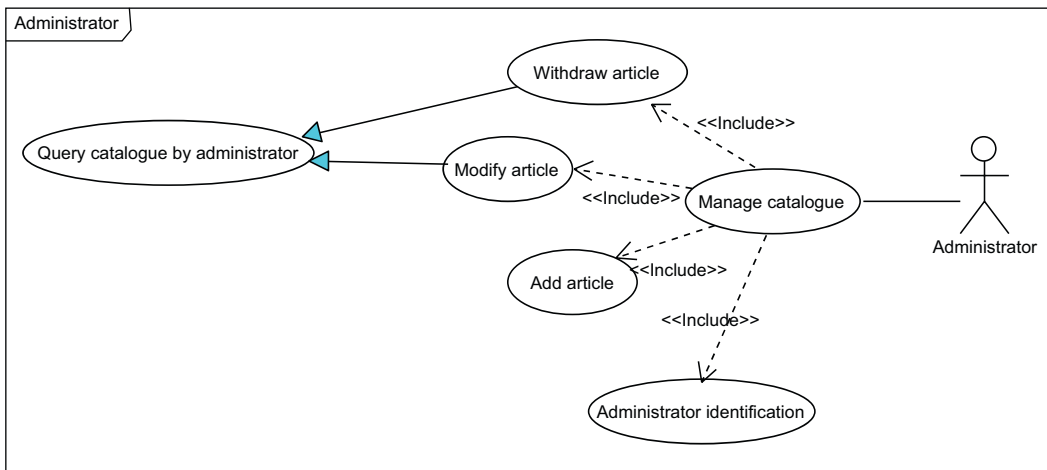 Administrator
Withdraw article
<<Include>>
Query catalogue by administrator
Modify article
<<Include>>
Manage catalogue
Administrator
<<Include>>
Add article
<<Include>>
Administrator identification